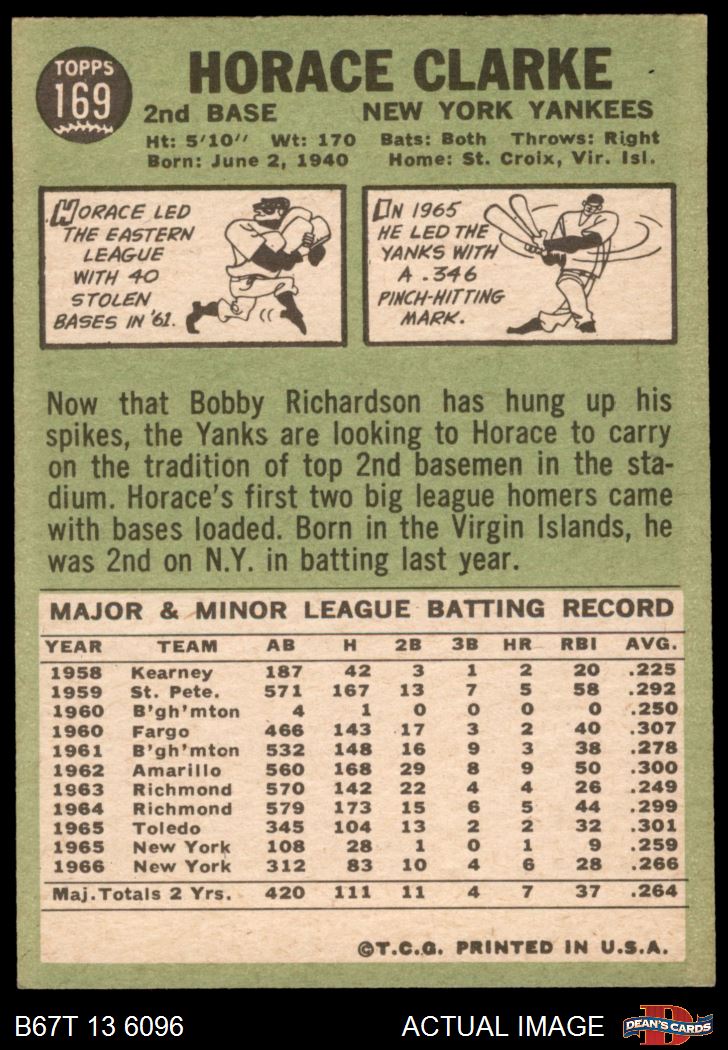 TOPPS
169
HORACE CLARKE
2nd BASE NEW YORK YANKEES
Ht: 5'10'' Wt: 170 Bats: Both Throws: Right
Born: June 2, 1940 Home: St. Croix, Vir. Isl.
HORACE LED
THE EASTERN
LEAGUE
WITH 40
STOLEN
BASES IN '61.
IN 1965
HE LED THE
YANKS WITH
A .346
PINCH-HITTING
MARK.
Now that Bobby Richardson has hung up his
spikes, the Yanks are looking to Horace to carry
on the tradition of top 2nd basemen in the sta-
dium. Horace's first two big league homers came
with bases loaded. Born in the Virgin Islands, he
was 2nd on N.Y. in batting last year.
MAJOR & MINOR LEAGUE BATTING RECORD
YEAR TEAM AB H 2B 3B HR RBI AVG.
1958 Kearney 187 42 3 1 2 20 .225
1959 St. Pete. 571 167 13 7 5 58 .292
1960 B'gh'mton 4 1 0 0 0 0 .250
1960 Fargo 466 143 17 3 2 40 .307
1961 B'gh'mton 532 148 16 9 3 38 .278
1962 Amarillo 560 168 29 8 9 50 .300
1963 Richmond 570 142 22 4 4 26 .249
1964 Richmond 579 173 15 6 5 44 .299
1965 Toledo 345 104 13 2 2 32 .301
1965 New York 108 28 1 0 1 9 .259
1966 New York 312 83 10 4 6 28 .266
Maj. Totals 2 Yrs. 420 111 11 4 7 37 .264
©T.C.G. PRINTED IN U.S.A.
B67T 13 6096 ACTUAL IMAGE
D
DEAN'S CARDS